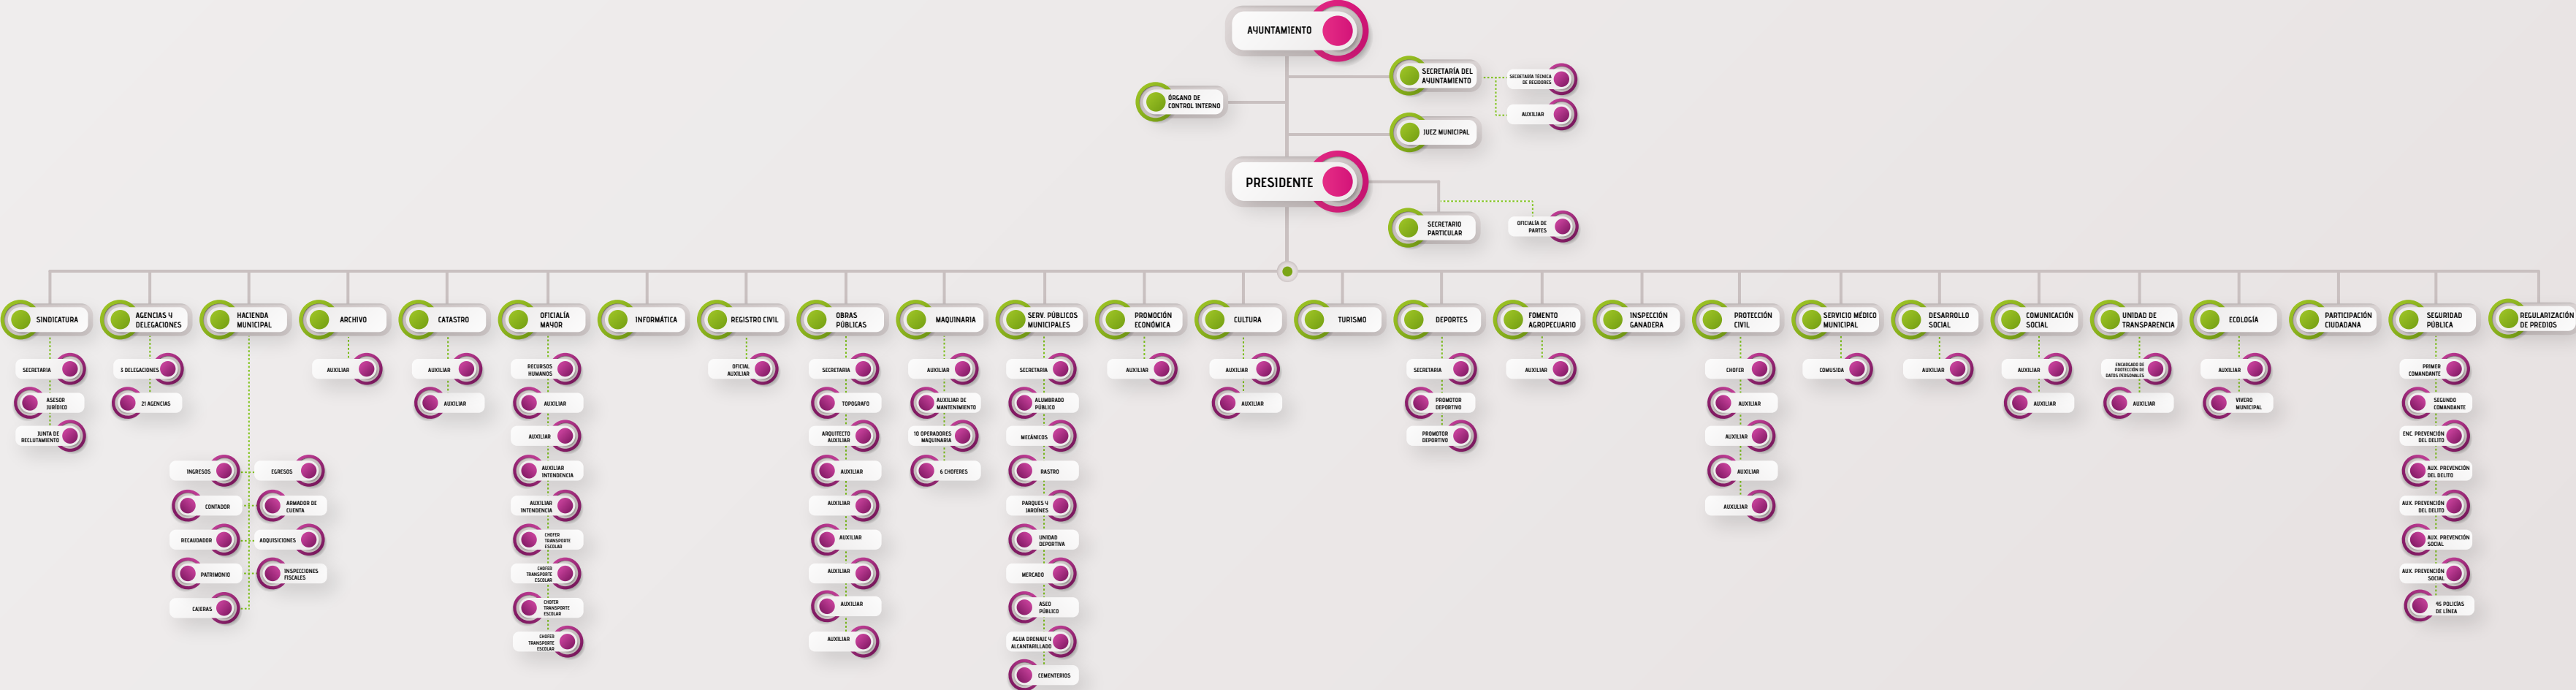 AYUNTAMIENTO
SECRETARÍA DEL
AYUNTAMIENTO
SECRETARÍA TÉCNICA
DE REGIDORES
AUXILIAR
ÓRGANO DE
CONTROL INTERNO
JUEZ MUNICIPAL
PRESIDENTE
SECRETARIO
PARTICULAR
OFICIALÍA DE
PARTES
SINDICATURA
SECRETARIA
ASESOR
JURÍDICO
JUNTA DE
RECLUTAMIENTO
AGENCIAS Y
DELEGACIONES
3 DELEGACIONES
21 AGENCIAS
HACIENDA
MUNICIPAL
INGRESOS
EGRESOS
CONTADOR
ARMADOR DE
CUENTA
RECAUDADOR
ADQUISICIONES
PATRIMONIO
INSPECCIONES
FISCALES
CAJERAS
ARCHIVO
AUXILIAR
CATASTRO
AUXILIAR
AUXILIAR
OFICIALÍA
MAYOR
RECURSOS
HUMANOS
AUXILIAR
AUXILIAR
AUXILIAR
INTENDENCIA
AUXILIAR
INTENDENCIA
CHOFER
TRANSPORTE
ESCOLAR
CHOFER
TRANSPORTE
ESCOLAR
CHOFER
TRANSPORTE
ESCOLAR
CHOFER
TRANSPORTE
ESCOLAR
INFORMÁTICA
REGISTRO CIVIL
OFICIAL
AUXILIAR
OBRAS
PÚBLICAS
SECRETARIA
TOPOGRAFO
ARQUITECTO
AUXILIAR
AUXILIAR
AUXILIAR
AUXILIAR
AUXILIAR
AUXILIAR
AUXILIAR
MAQUINARIA
AUXILIAR
AUXILIAR DE
MANTENIMIENTO
10 OPERADORES
MAQUINARIA
6 CHOFERES
SERV. PÚBLICOS
MUNICIPALES
SECRETARIA
ALUMBRADO
PÚBLICO
MECÁNICOS
RASTRO
PARQUES Y
JARDÍNES
UNIDAD
DEPORTIVA
MERCADO
ASEO
PÚBLICO
AGUA DRENAJE Y
ALCANTARILLADO
CEMENTERIOS
PROMOCIÓN
ECONÓMICA
AUXILIAR
CULTURA
AUXILIAR
AUXILIAR
TURISMO
DEPORTES
SECRETARIA
PROMOTOR
DEPORTIVO
PROMOTOR
DEPORTIVO
FOMENTO
AGROPECUARIO
AUXILIAR
INSPECCIÓN
GANADERA
PROTECCIÓN
CIVIL
CHOFER
AUXILIAR
AUXILIAR
AUXILIAR
AUXULIAR
SERVICIO MÉDICO
MUNICIPAL
COMUSIDA
DESARROLLO
SOCIAL
AUXILIAR
COMUNICACIÓN
SOCIAL
AUXILIAR
AUXILIAR
UNIDAD DE
TRANSPARENCIA
ENCARGADO DE
PROTECCIÓN DE
DATOS PERSONALES
AUXILIAR
ECOLOGÍA
AUXILIAR
VIVERO
MUNICIPAL
PARTICIPACIÓN
CIUDADANA
SEGURIDAD
PÚBLICA
PRIMER
COMANDANTE
SEGUNDO
COMANDANTE
ENC. PREVENCIÓN
DEL DELITO
AUX. PREVENCIÓN
DEL DELITO
AUX. PREVENCIÓN
DEL DELITO
AUX. PREVENCIÓN
SOCIAL
AUX. PREVENCIÓN
SOCIAL
45 POLICÍAS
DE LÍNEA
REGULARIZACIÓN
DE PREDIOS